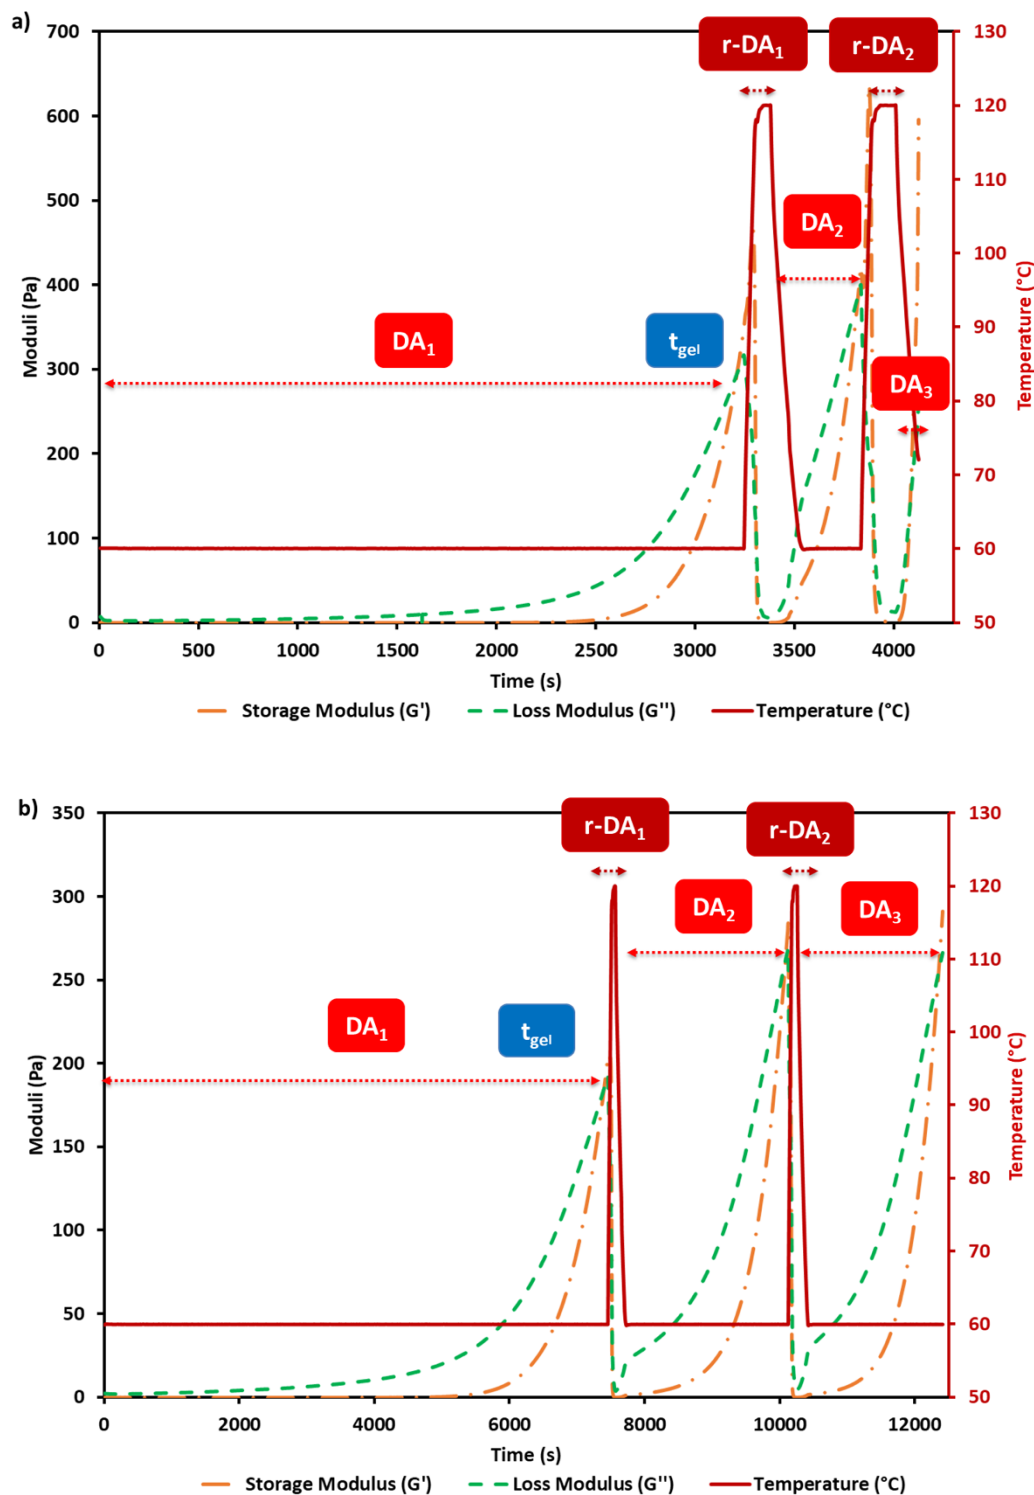 a)
r-DA1 r-DA2
700 130
600 120
500 110
400 100
300 90
200 80
100 70
0 60
50
Moduli (Pa)
Temperature (°C)
DA1
tgel
DA2
DA3
0 500 1000 1500 2000 2500 3000 3500 4000
Time (s)
Storage Modulus (G') Loss Modulus (G'') Temperature (°C)
b)
r-DA1 r-DA2
350 130
300 120
250 110
200 100
150 90
100 80
50 70
0 60
50
Moduli (Pa)
Temperature (°C)
DA1
tgel
DA2
DA3
0 2000 4000 6000 8000 10000 12000
Time (s)
Storage Modulus (G') Loss Modulus (G'') Temperature (°C)